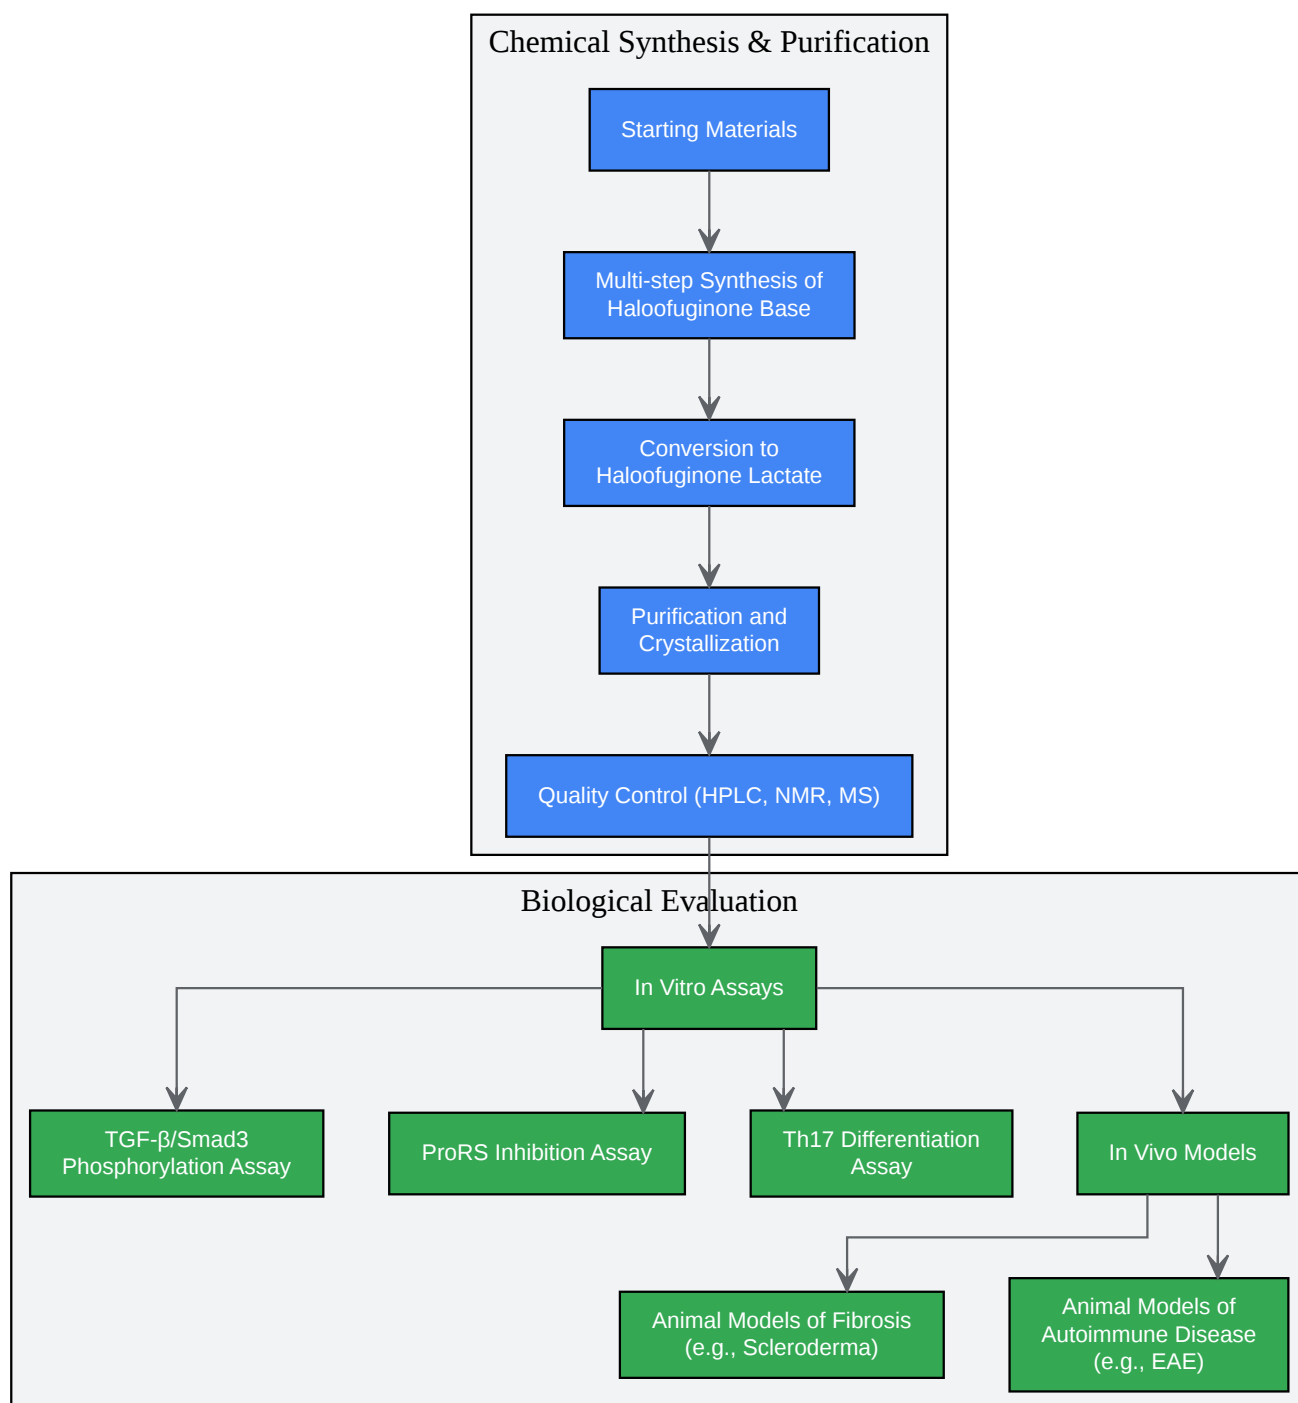 Chemical Synthesis & Purification
Starting Materials
Multi-step Synthesis of
Haloofuginone Base
Conversion to
Haloofuginone Lactate
Purification and
Crystallization
Quality Control (HPLC, NMR, MS)
Biological Evaluation
In Vitro Assays
TGF-β/Smad3
Phosphorylation Assay
ProRS Inhibition Assay
Th17 Differentiation
Assay
In Vivo Models
Animal Models of Fibrosis
(e.g., Scleroderma)
Animal Models of
Autoimmune Disease
(e.g., EAE)